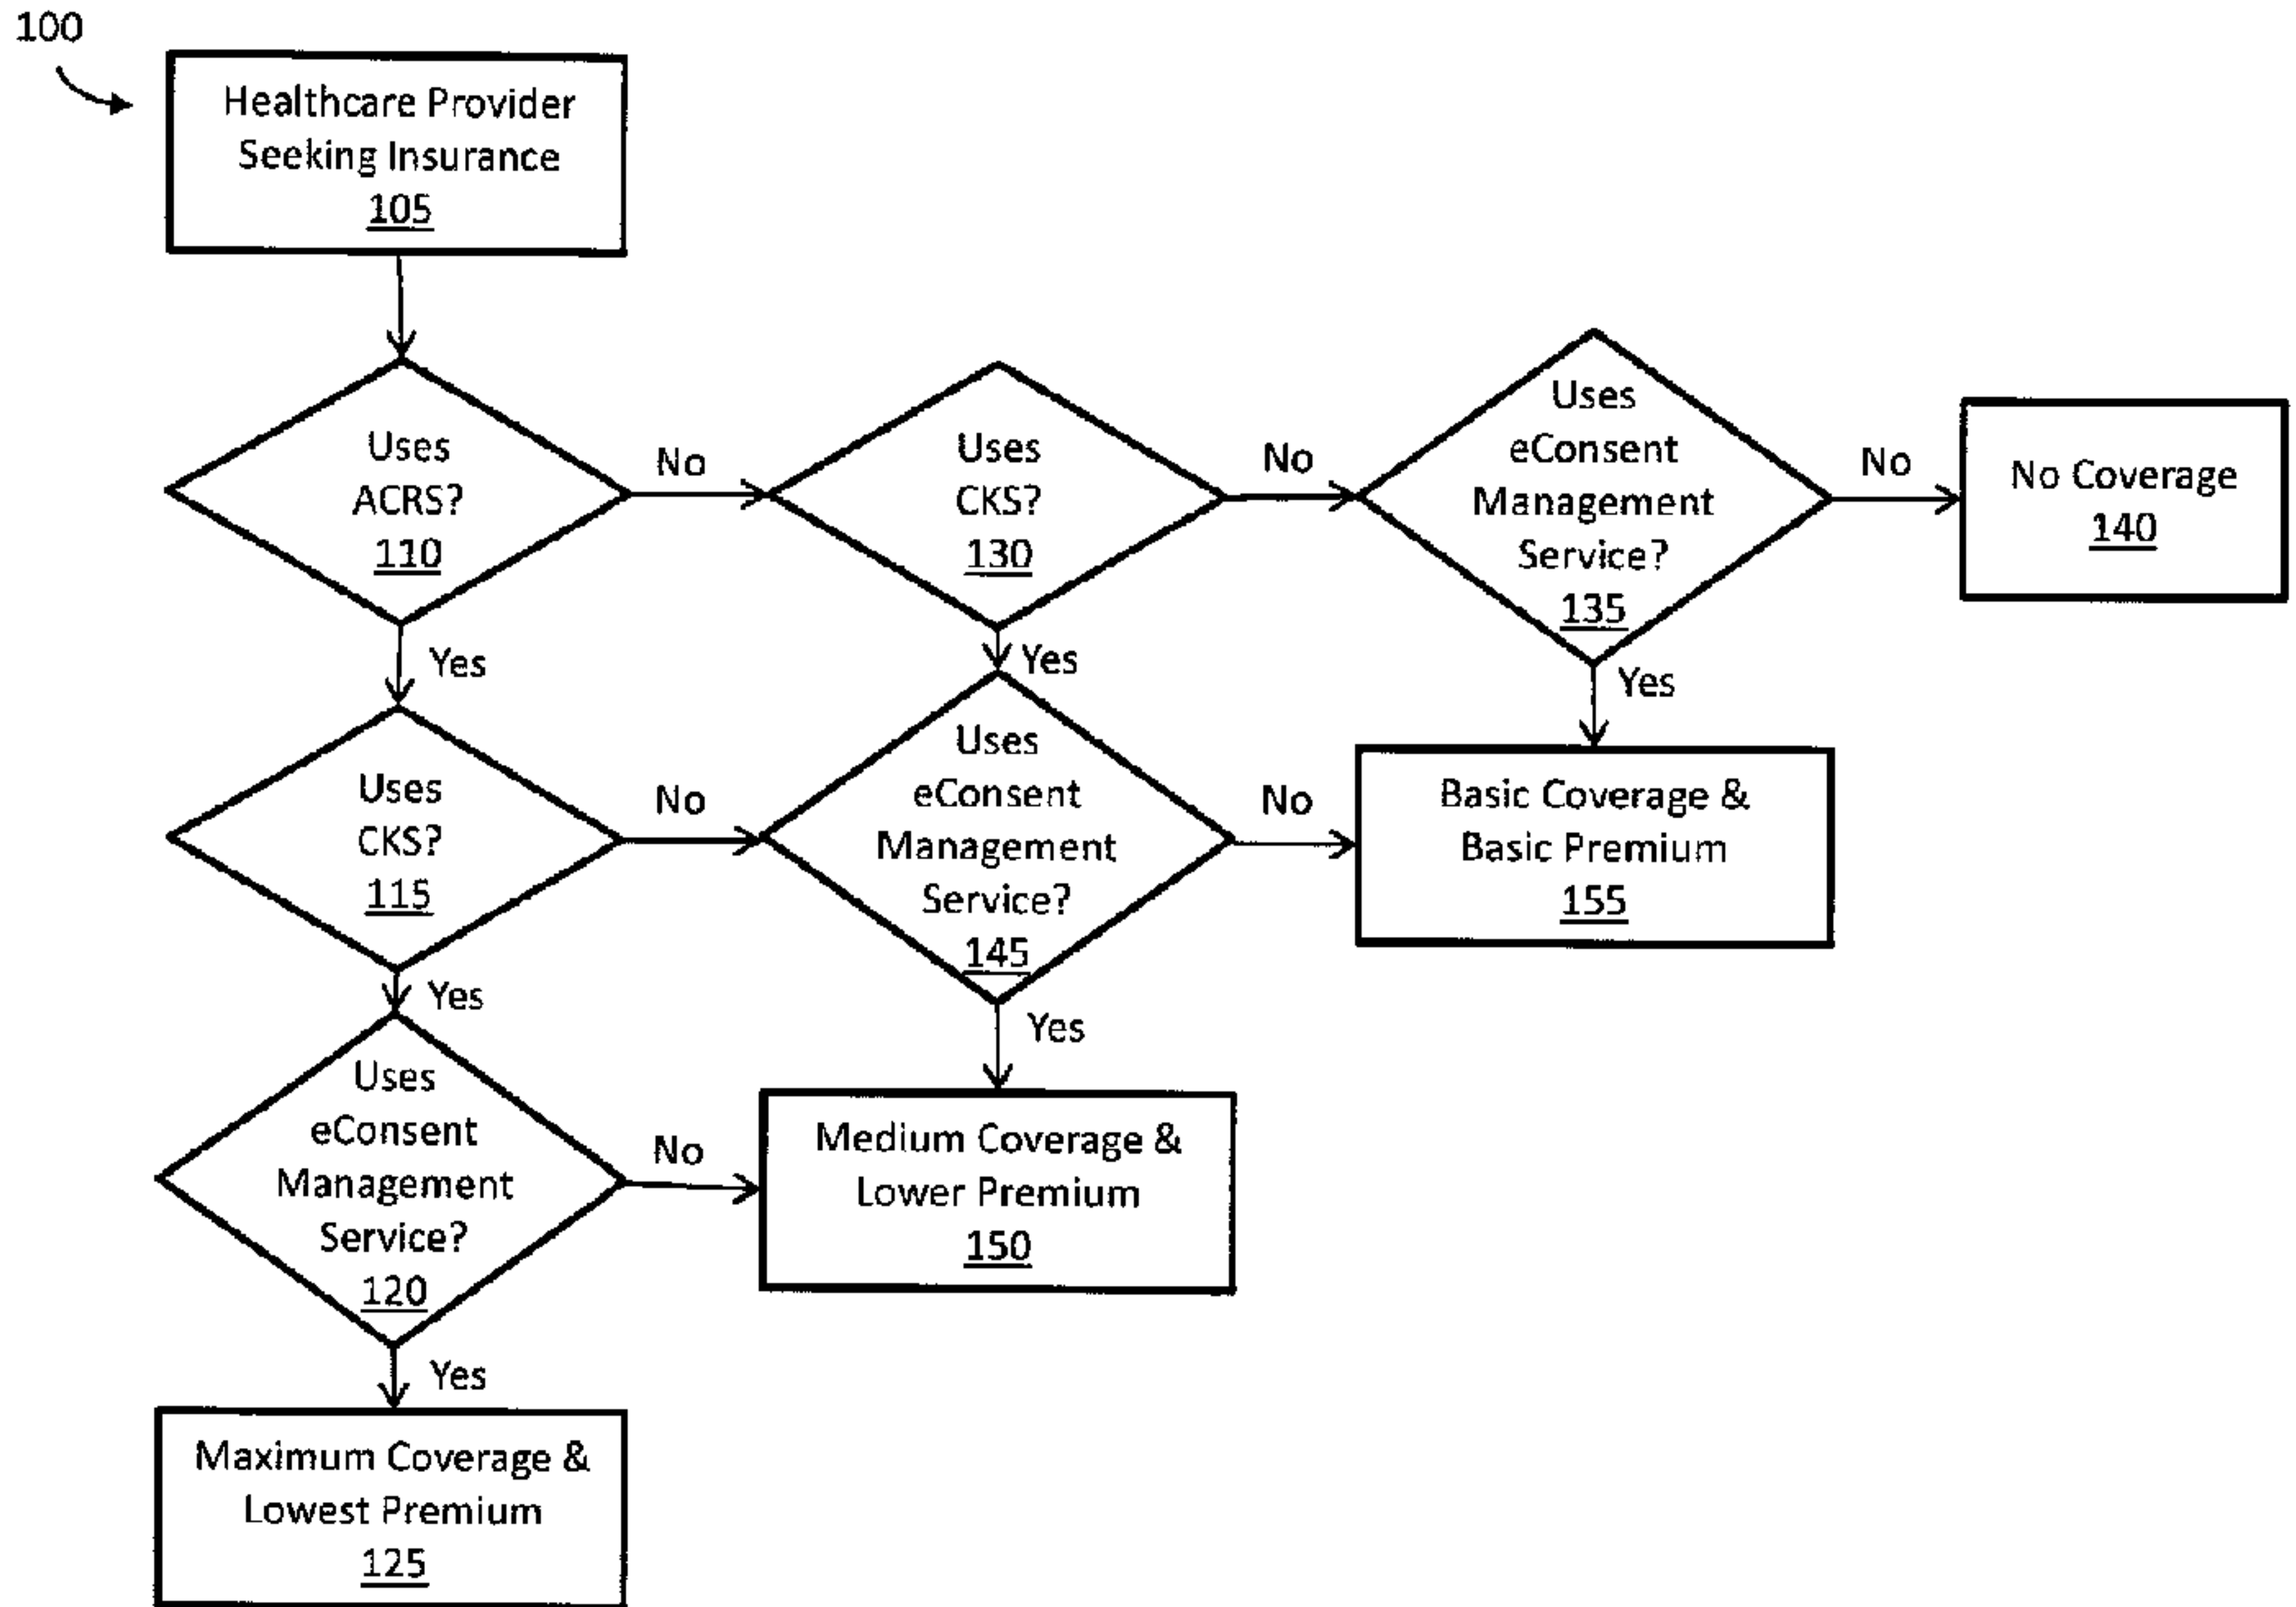 100
Healthcare Provider
Seeking Insurance
105
Uses
ACRS?
110
No
Uses
CKS?
130
No
Uses
eConsent
Management
Service?
135
No
No Coverage
140
Yes
Yes
Yes
Uses
CKS?
115
No
Uses
eConsent
Management
Service?
145
No
Basic Coverage &
Basic Premium
155
Yes
Yes
Uses
eConsent
Management
Service?
120
No
Medium Coverage &
Lower Premium
150
Yes
Maximum Coverage &
Lowest Premium
125